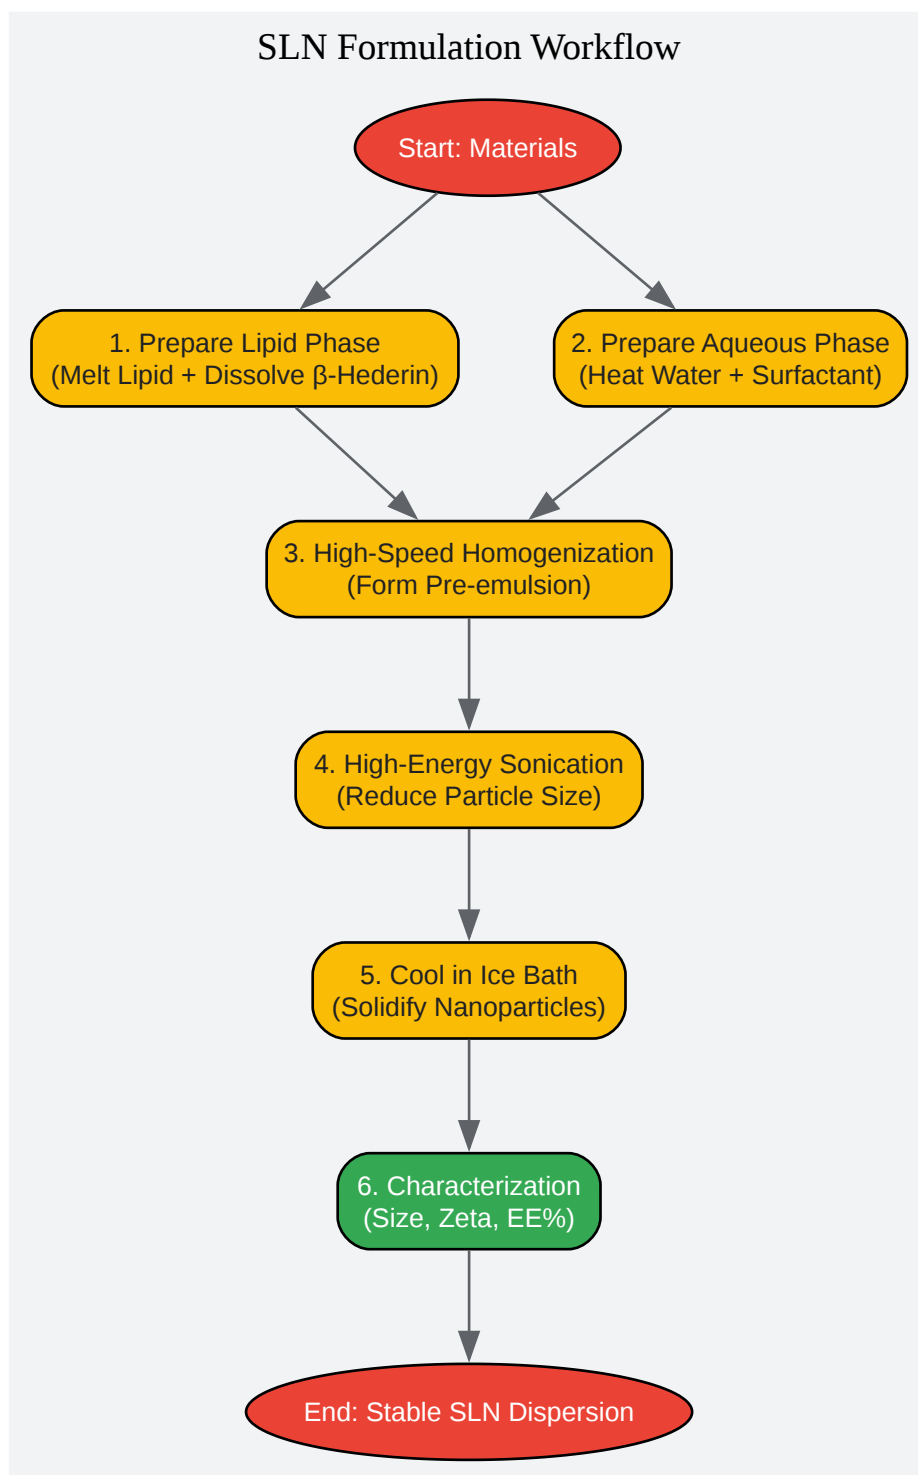 SLN Formulation Workflow
Start: Materials
1. Prepare Lipid Phase
(Melt Lipid + Dissolve β-Hederin)
2. Prepare Aqueous Phase
(Heat Water + Surfactant)
3. High-Speed Homogenization
(Form Pre-emulsion)
4. High-Energy Sonication
(Reduce Particle Size)
5. Cool in Ice Bath
(Solidify Nanoparticles)
6. Characterization
(Size, Zeta, EE%)
End: Stable SLN Dispersion